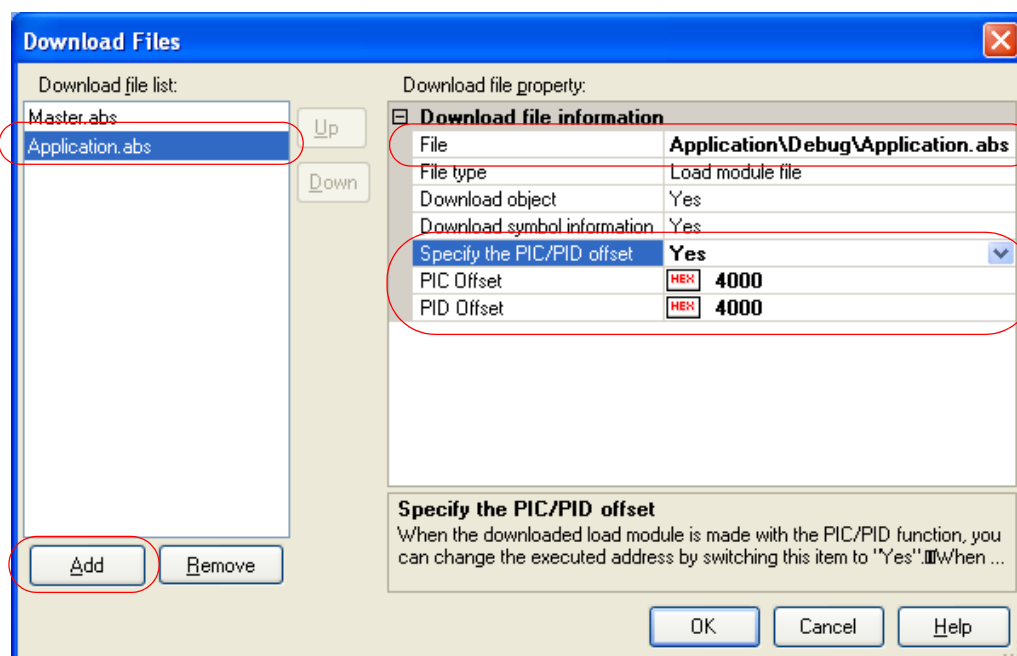 Download Files
Download file list:
Master.abs
Application.abs
Up
Down
Add
Remove
Download file property:
Download file information
File Application\Debug\Application.abs
File type Load module file
Download object Yes
Download symbol information Yes
Specify the PIC/PID offset Yes
PIC Offset HEX 4000
PID Offset HEX 4000
Specify the PIC/PID offset
When the downloaded load module is made with the PIC/PID function, you
can change the executed address by switching this item to "Yes".When ...
OK
Cancel
Help